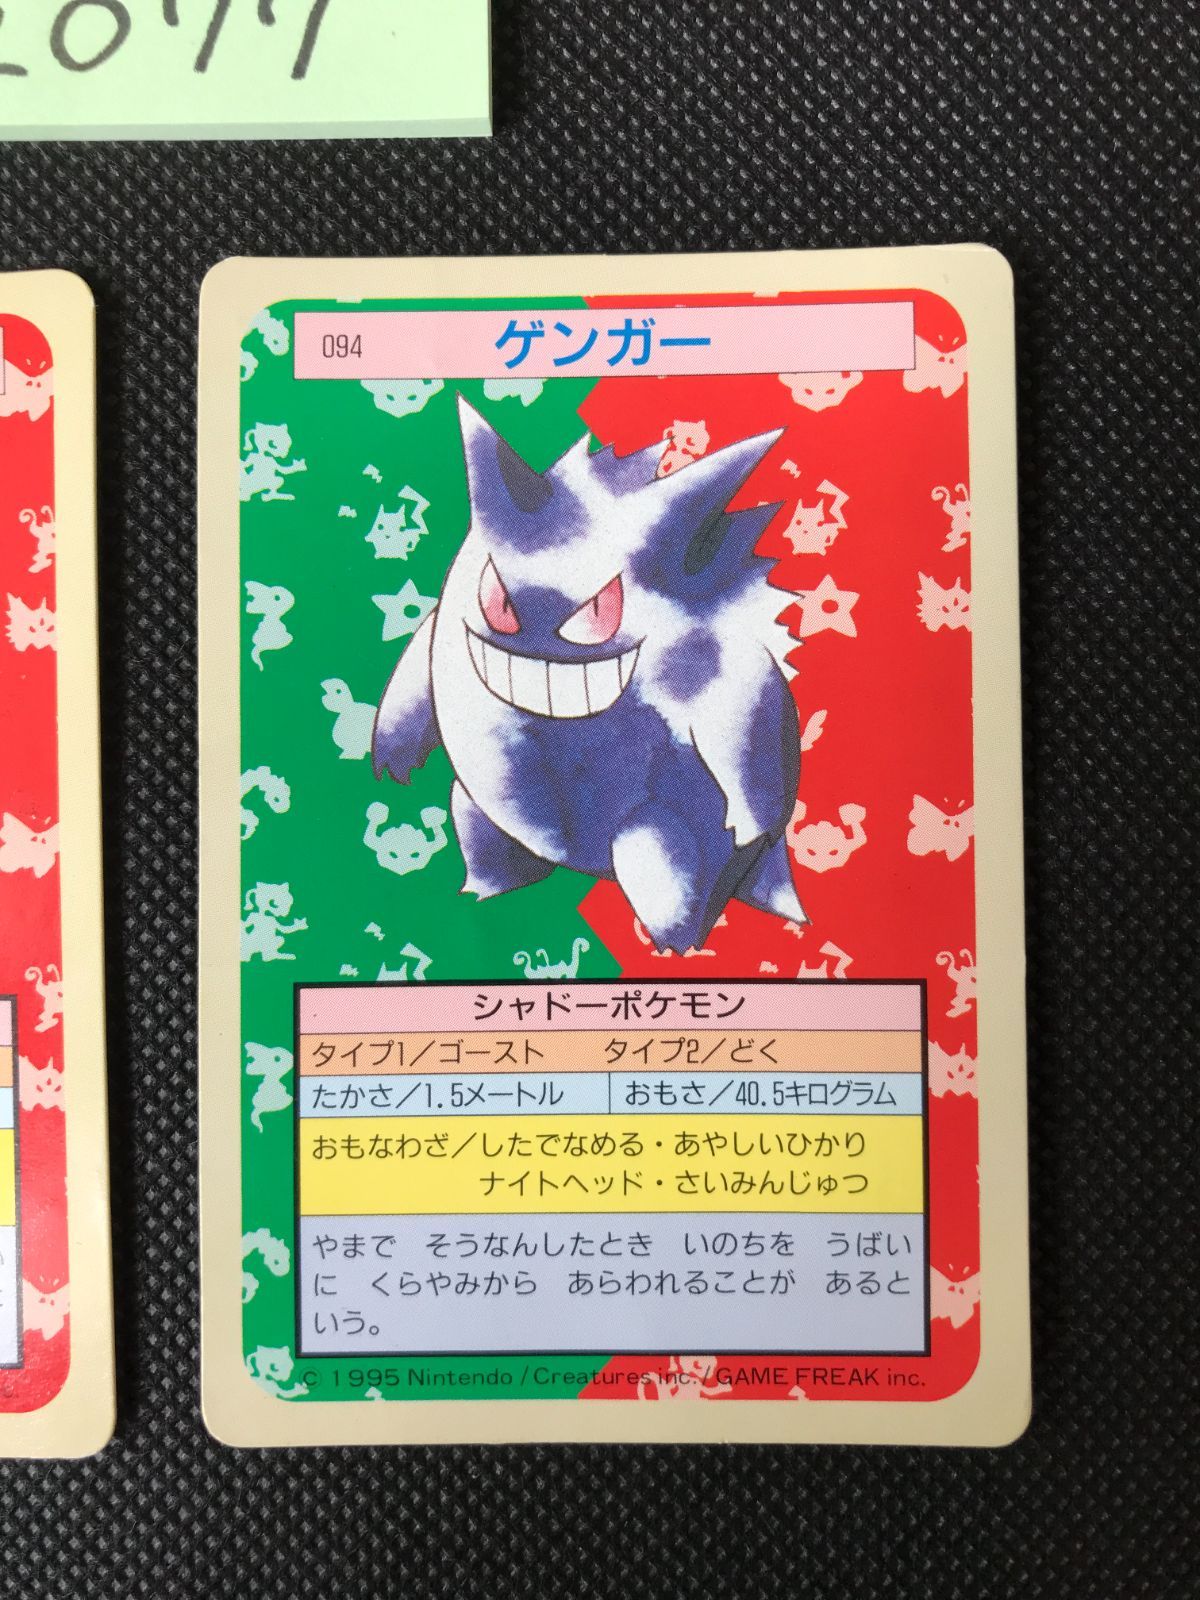 2077
094 ゲンガー
シャドーポケモン
タイプ1／ゴースト　タイプ2／どく
たかさ／1.5メートル　おもさ／40.5キログラム
おもなわざ／したでなめる・あやしいひかり
ナイトヘッド・さいみんじゅつ
やまで　そうなんしたとき　いのちを　うばい
に　くらやみから　あらわれることが　あると
いう。
© 1995 Nintendo / Creatures inc. / GAME FREAK inc.